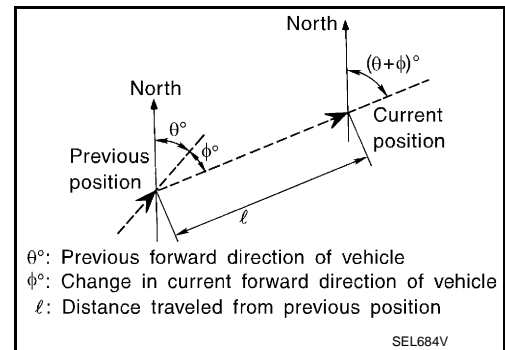 North
(θ+ϕ)°
North
θ°
ϕ°
Current
position
Previous
position
ℓ
θ°: Previous forward direction of vehicle
ϕ°: Change in current forward direction of vehicle
ℓ: Distance traveled from previous position
SEL684V